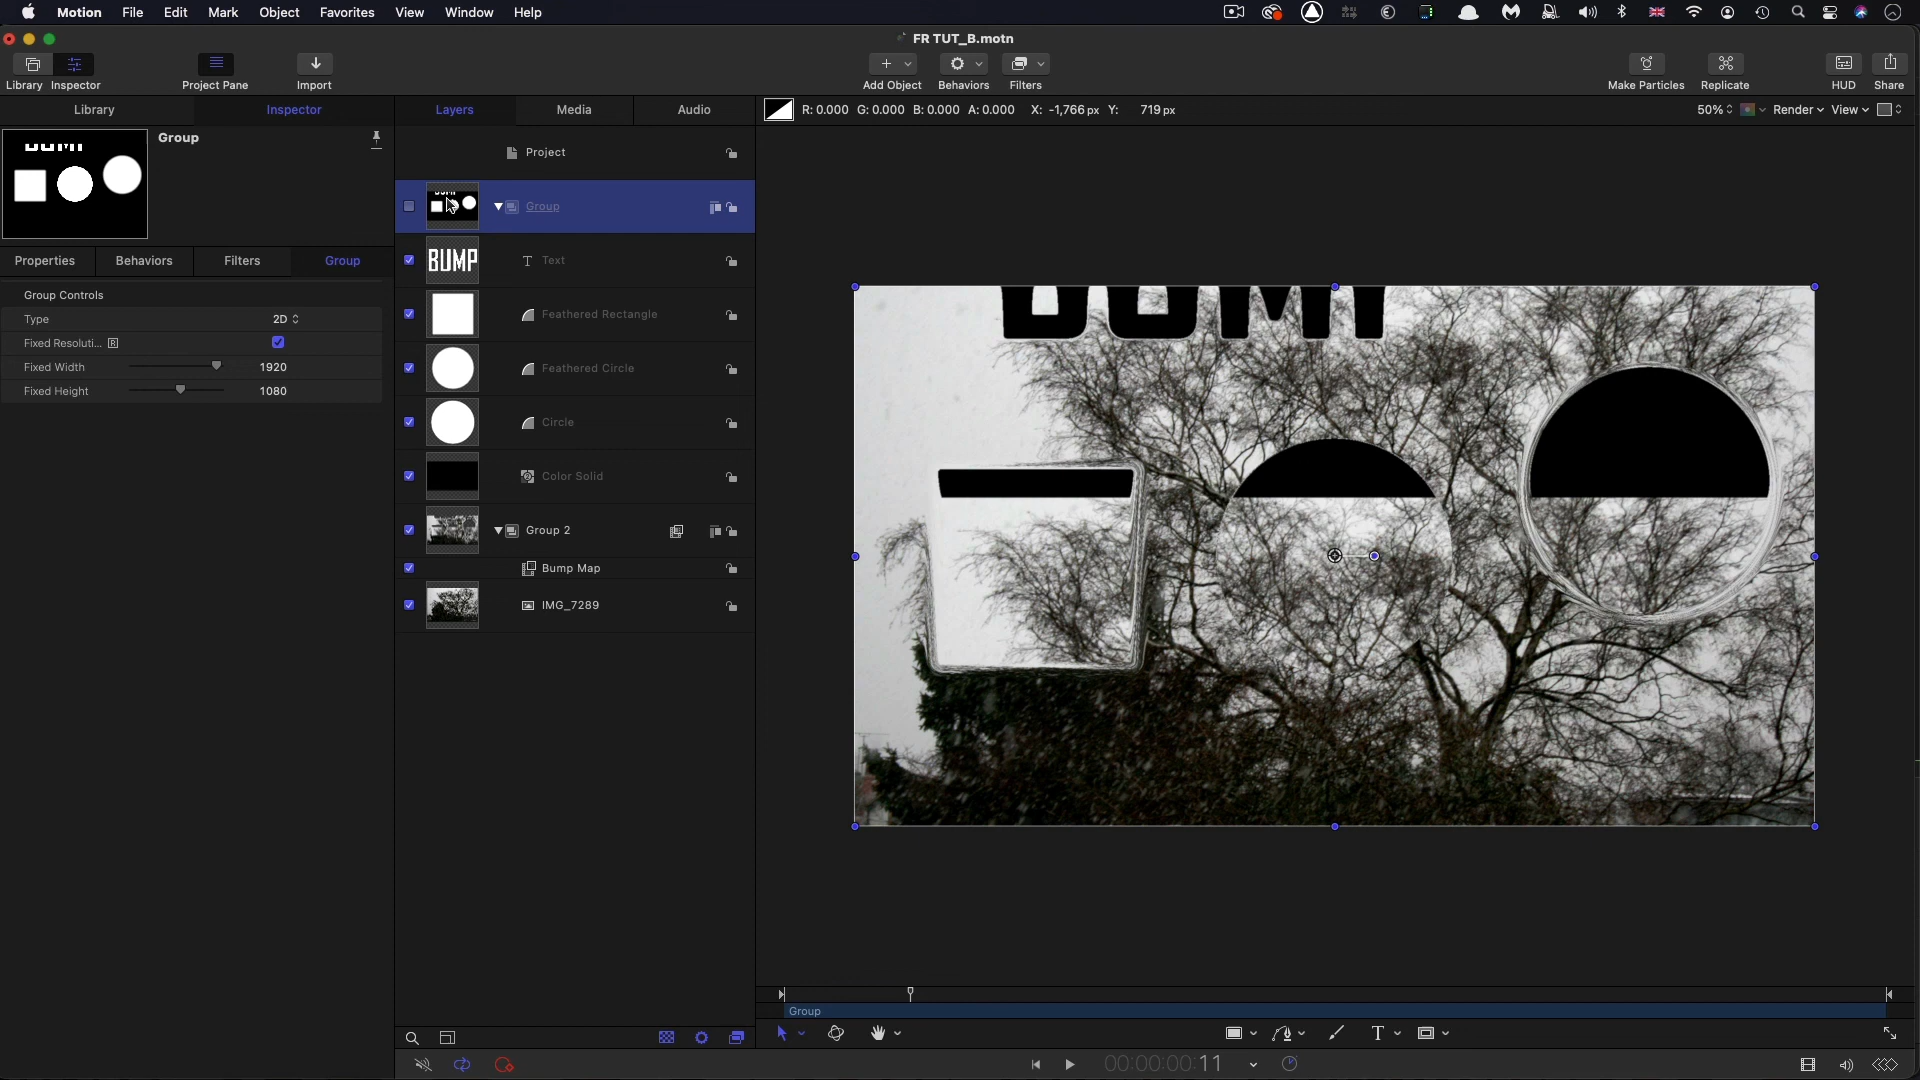 Motion File Edit Mark Object Favorites View Window Help
FR TUT_B.motn
Library Inspector Project Pane Import Add Object Behaviors Filters Make Particles Replicate HUD Share
Library Inspector Layers Media Audio R: 0.000 G: 0.000 B: 0.000 A: 0.000 X: -1,766 px Y: 719 px 50% Render View
Group
Project
Group
BUMP
Text
Properties Behaviors Filters Group
Group Controls
Type 2D
Fixed Resoluti... R
Fixed Width 1920
Fixed Height 1080
Feathered Rectangle
Feathered Circle
Circle
Color Solid
Group 2
Bump Map
IMG_7289
Group
T
00:00:00:11